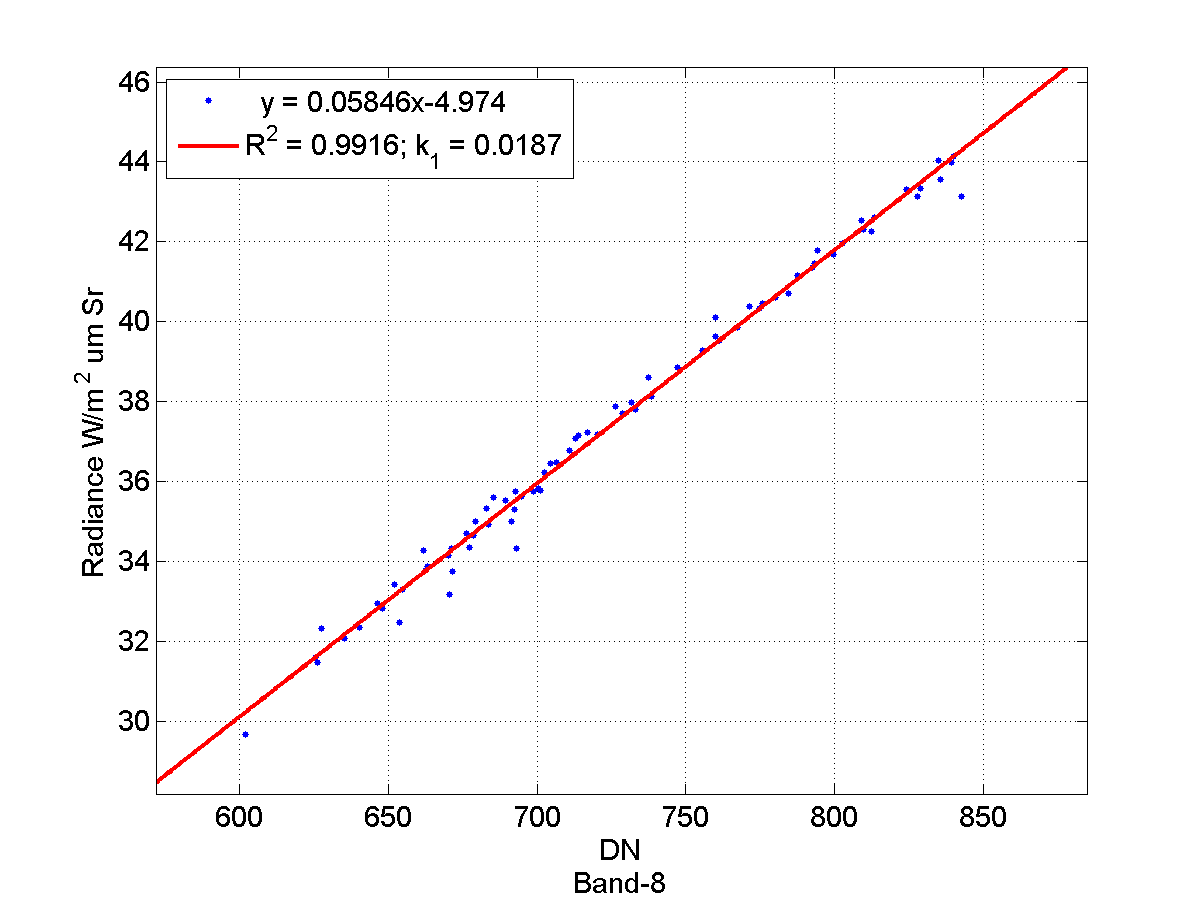 y = 0.05846x-4.974
R² = 0.9916; k₁ = 0.0187
46
44
42
40
38
36
34
32
30
Radiance W/m² um Sr
600 650 700 750 800 850
DN
Band-8